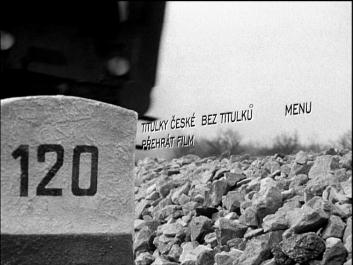 TITULKY ČESKÉ BEZ TITULKŮ MENU
PŘEHRÁT FILM
120